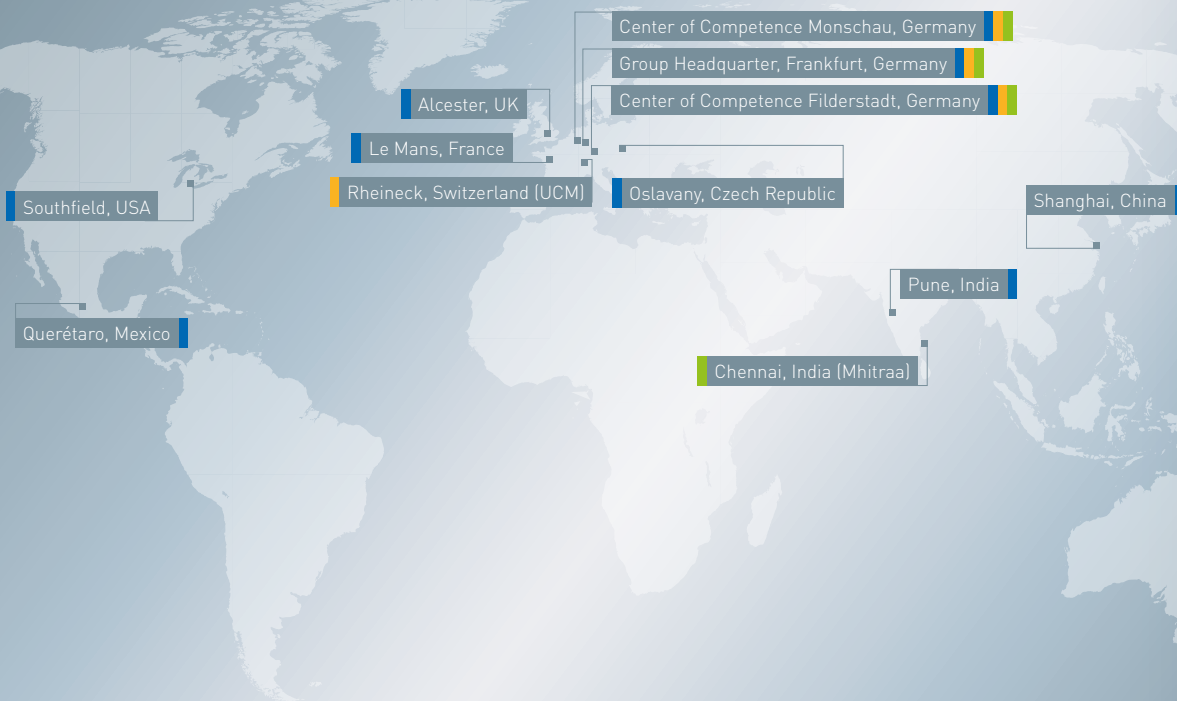 Center of Competence Monschau, Germany
Group Headquarter, Frankfurt, Germany
Center of Competence Filderstadt, Germany
Alcester, UK
Le Mans, France
Rheineck, Switzerland (UCM)
Oslavany, Czech Republic
Southfield, USA
Shanghai, China
Pune, India
Querétaro, Mexico
Chennai, India (Mhitraa)